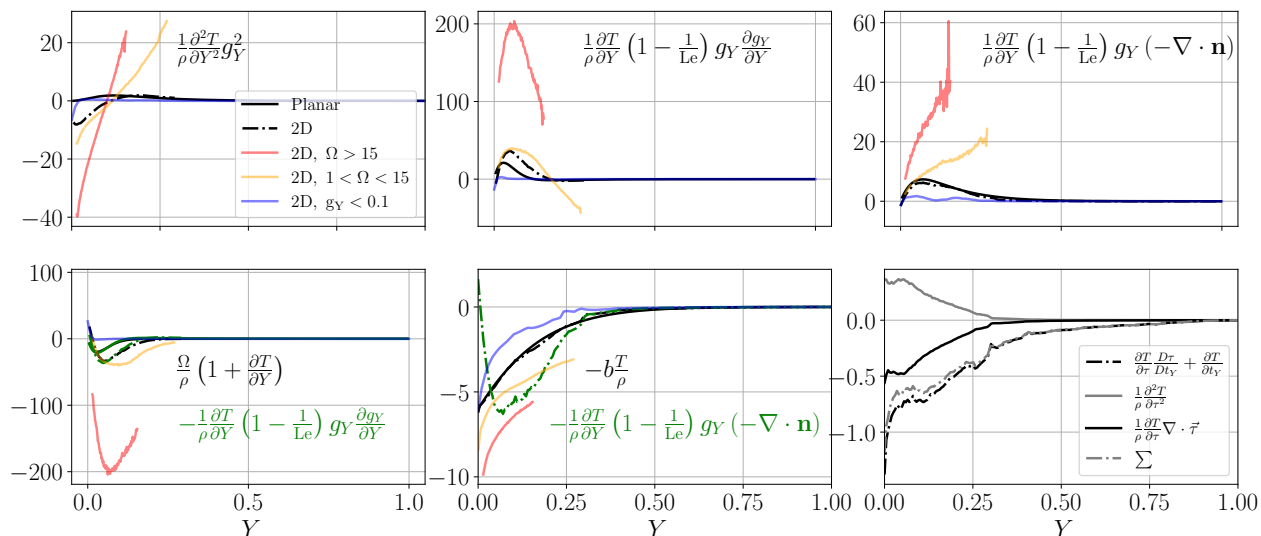 20
0
−20
−40
$\frac{1}{\rho}\frac{\partial^2 T}{\partial Y^2} g_Y^2$
Planar
2D
2D, Ω > 15
2D, 1 < Ω < 15
2D, g_Y < 0.1
200
100
0
$\frac{1}{\rho}\frac{\partial T}{\partial Y}\left(1 - \frac{1}{\mathrm{Le}}\right) g_Y \frac{\partial g_Y}{\partial Y}$
60
40
20
0
$\frac{1}{\rho}\frac{\partial T}{\partial Y}\left(1 - \frac{1}{\mathrm{Le}}\right) g_Y \left(-\nabla \cdot \mathbf{n}\right)$
100
0
−100
−200
$\frac{\Omega}{\rho}\left(1 + \frac{\partial T}{\partial Y}\right)$
$-\frac{1}{\rho}\frac{\partial T}{\partial Y}\left(1 - \frac{1}{\mathrm{Le}}\right) g_Y \frac{\partial g_Y}{\partial Y}$
0.0
0.5
1.0
Y
0
−5
−10
$-b\frac{T}{\rho}$
$-\frac{1}{\rho}\frac{\partial T}{\partial Y}\left(1 - \frac{1}{\mathrm{Le}}\right) g_Y \left(-\nabla \cdot \mathbf{n}\right)$
0.00
0.25
0.50
0.75
1.00
Y
0.0
−0.5
−1.0
$\frac{\partial T}{\partial \tau}\frac{D\tau}{Dt_Y} + \frac{\partial T}{\partial t_Y}$
$\frac{1}{\rho}\frac{\partial^2 T}{\partial \tau^2}$
$\frac{1}{\rho}\frac{\partial T}{\partial \tau}\nabla \cdot \vec{\tau}$
∑
0.00
0.25
0.50
0.75
1.00
Y